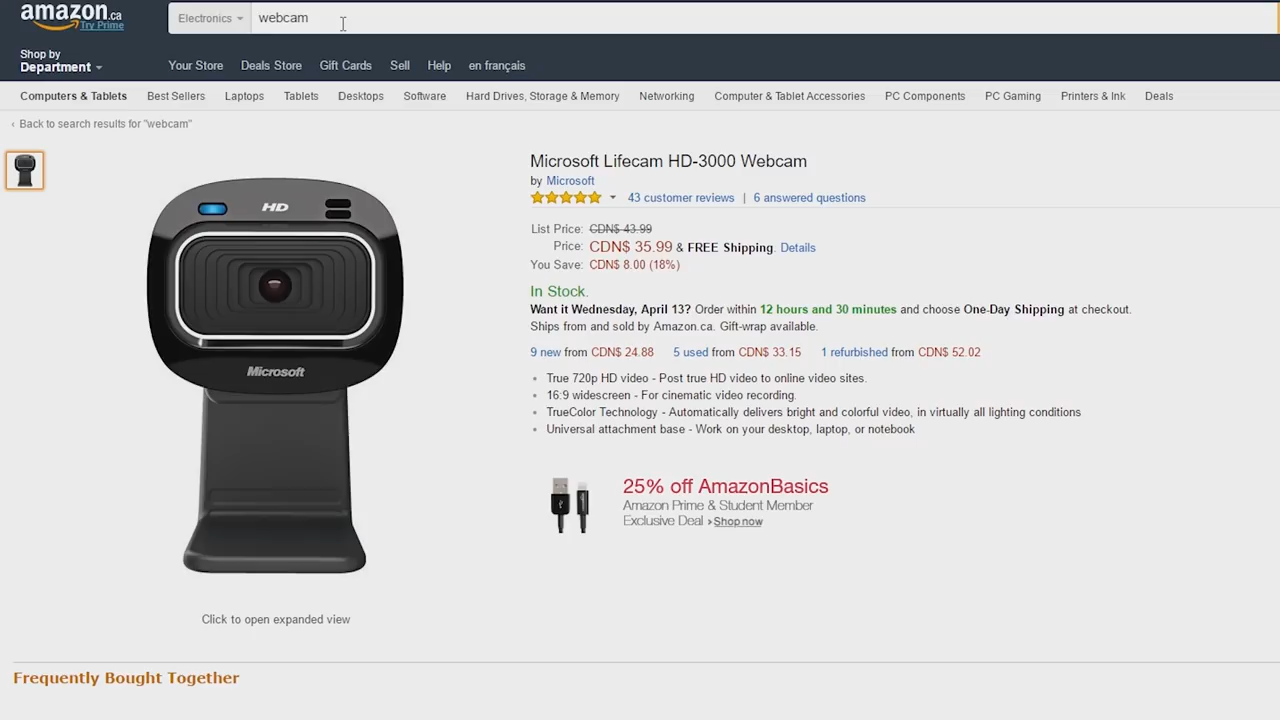 amazon.ca
Try Prime
Electronics
webcam
Shop by
Department
Your Store Deals Store Gift Cards Sell Help en français
Computers & Tablets Best Sellers Laptops Tablets Desktops Software Hard Drives, Storage & Memory Networking Computer & Tablet Accessories PC Components PC Gaming Printers & Ink Deals
‹ Back to search results for "webcam"
HD
Microsoft
Click to open expanded view
Microsoft Lifecam HD-3000 Webcam
by Microsoft
43 customer reviews | 6 answered questions
List Price: CDN$ 43.99
Price: CDN$ 35.99 & FREE Shipping. Details
You Save: CDN$ 8.00 (18%)
In Stock.
Want it Wednesday, April 13? Order within 12 hours and 30 minutes and choose One-Day Shipping at checkout.
Ships from and sold by Amazon.ca. Gift-wrap available.
9 new from CDN$ 24.88 5 used from CDN$ 33.15 1 refurbished from CDN$ 52.02
• True 720p HD video - Post true HD video to online video sites.
• 16:9 widescreen - For cinematic video recording.
• TrueColor Technology - Automatically delivers bright and colorful video, in virtually all lighting conditions
• Universal attachment base - Work on your desktop, laptop, or notebook
25% off AmazonBasics
Amazon Prime & Student Member
Exclusive Deal › Shop now
Frequently Bought Together